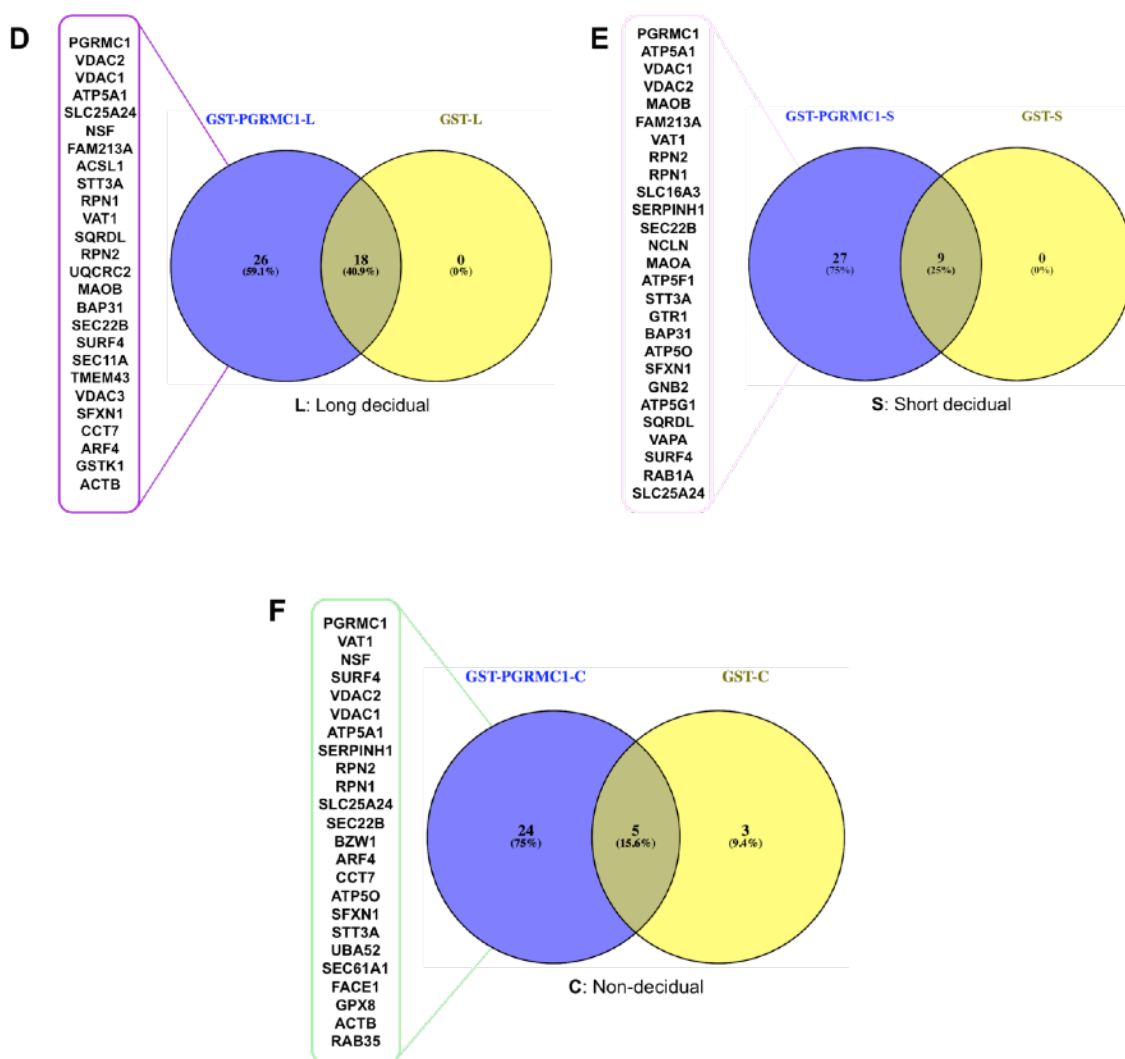 D
PGRMC1
VDAC2
VDAC1
ATP5A1
SLC25A24
NSF
FAM213A
ACSL1
STT3A
RPN1
VAT1
SQRDL
RPN2
UQCRC2
MAOB
BAP31
SEC22B
SURF4
SEC11A
TMEM43
VDAC3
SFXN1
CCT7
ARF4
GSTK1
ACTB
GST-PGRMC1-L GST-L
26 18 0
(59.1%) (40.9%) (0%)
L: Long decidual
E
PGRMC1
ATP5A1
VDAC1
VDAC2
MAOB
FAM213A
VAT1
RPN2
RPN1
SLC16A3
SERPINH1
SEC22B
NCLN
MAOA
ATP5F1
STT3A
GTR1
BAP31
ATP5O
SFXN1
GNB2
ATP5G1
SQRDL
VAPA
SURF4
RAB1A
SLC25A24
GST-PGRMC1-S GST-S
27 9 0
(75%) (25%) (0%)
S: Short decidual
F
PGRMC1
VAT1
NSF
SURF4
VDAC2
VDAC1
ATP5A1
SERPINH1
RPN2
RPN1
SLC25A24
SEC22B
BZW1
ARF4
CCT7
ATP5O
SFXN1
STT3A
UBA52
SEC61A1
FACE1
GPX8
ACTB
RAB35
GST-PGRMC1-C GST-C
24 5 3
(75%) (15.6%) (9.4%)
C: Non-decidual